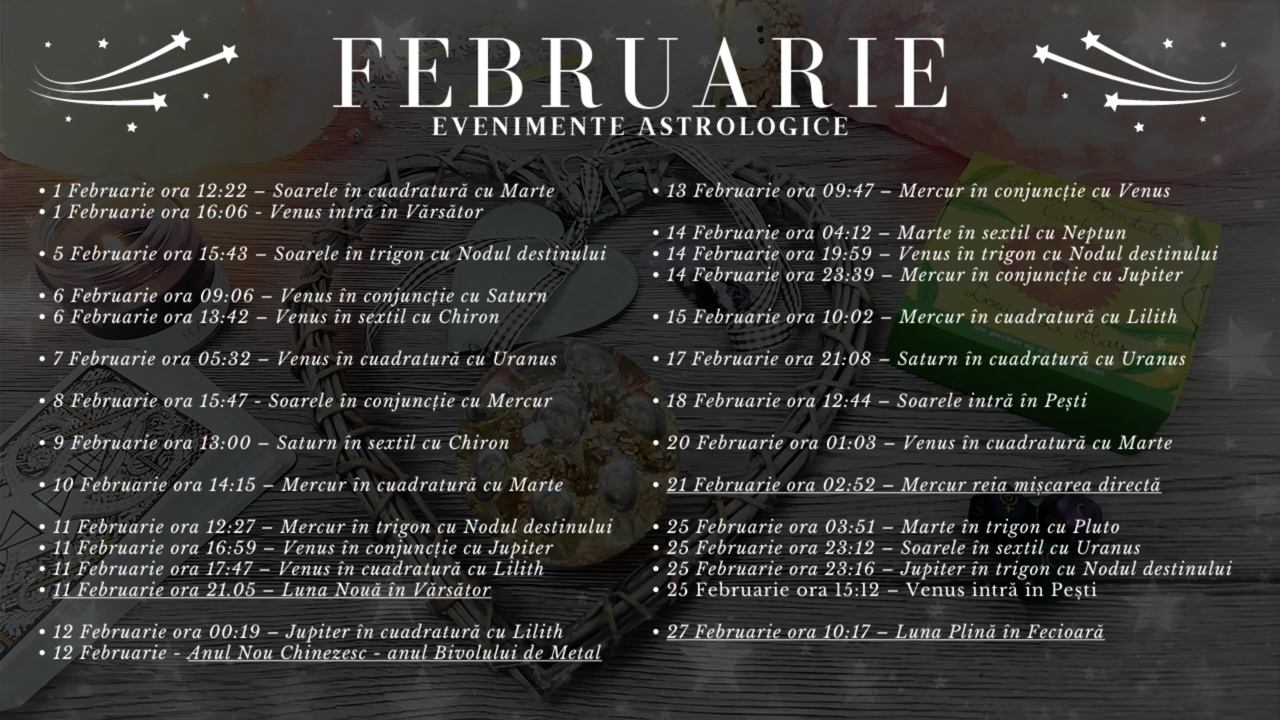 FEBRUARIE
EVENIMENTE ASTROLOGICE
• 1 Februarie ora 12:22 – Soarele în cuadratură cu Marte
• 1 Februarie ora 16:06 - Venus intră în Vărsător
• 5 Februarie ora 15:43 – Soarele în trigon cu Nodul destinului
• 6 Februarie ora 09:06 – Venus în conjuncție cu Saturn
• 6 Februarie ora 13:42 – Venus în sextil cu Chiron
• 7 Februarie ora 05:32 – Venus în cuadratură cu Uranus
• 8 Februarie ora 15:47 - Soarele în conjuncție cu Mercur
• 9 Februarie ora 13:00 – Saturn în sextil cu Chiron
• 10 Februarie ora 14:15 – Mercur în cuadratură cu Marte
• 11 Februarie ora 12:27 – Mercur în trigon cu Nodul destinului
• 11 Februarie ora 16:59 – Venus în conjuncție cu Jupiter
• 11 Februarie ora 17:47 – Venus în cuadratură cu Lilith
• 11 Februarie ora 21.05 – Luna Nouă în Vărsător
• 12 Februarie ora 00:19 – Jupiter în cuadratură cu Lilith
• 12 Februarie - Anul Nou Chinezesc - anul Bivolului de Metal
• 13 Februarie ora 09:47 – Mercur în conjuncție cu Venus
• 14 Februarie ora 04:12 – Marte în sextil cu Neptun
• 14 Februarie ora 19:59 – Venus în trigon cu Nodul destinului
• 14 Februarie ora 23:39 – Mercur în conjuncție cu Jupiter
• 15 Februarie ora 10:02 – Mercur în cuadratură cu Lilith
• 17 Februarie ora 21:08 – Saturn în cuadratură cu Uranus
• 18 Februarie ora 12:44 – Soarele intră în Pești
• 20 Februarie ora 01:03 – Venus în cuadratură cu Marte
• 21 Februarie ora 02:52 – Mercur reia mișcarea directă
• 25 Februarie ora 03:51 – Marte în trigon cu Pluto
• 25 Februarie ora 23:12 – Soarele în sextil cu Uranus
• 25 Februarie ora 23:16 – Jupiter în trigon cu Nodul destinului
• 25 Februarie ora 15:12 – Venus intră în Pești
• 27 Februarie ora 10:17 – Luna Plină în Fecioară